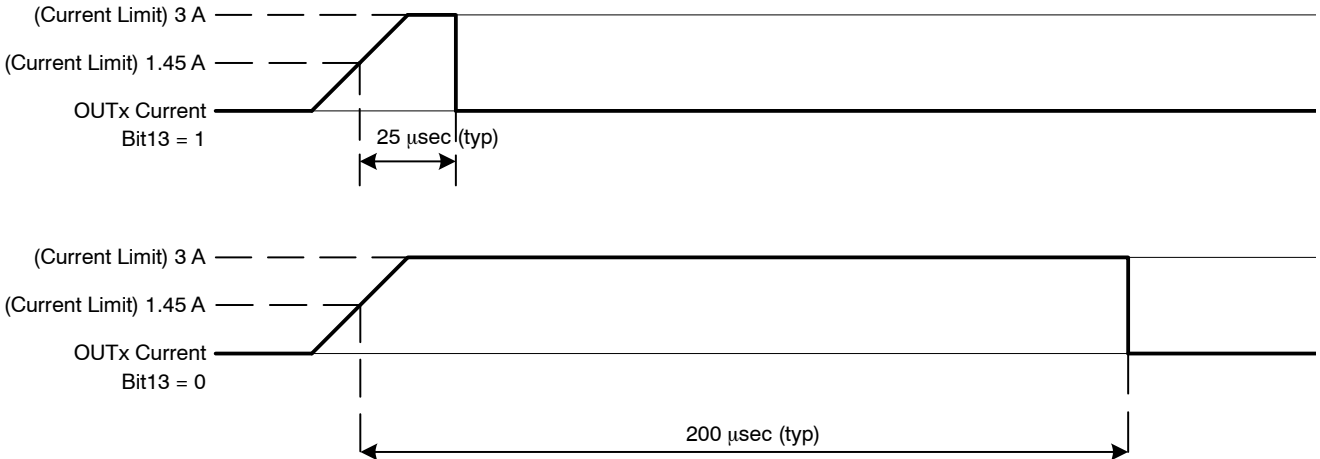 (Current Limit) 3 A
(Current Limit) 1.45 A
OUTx Current
Bit13 = 1
25 μsec (typ)
(Current Limit) 3 A
(Current Limit) 1.45 A
OUTx Current
Bit13 = 0
200 μsec (typ)